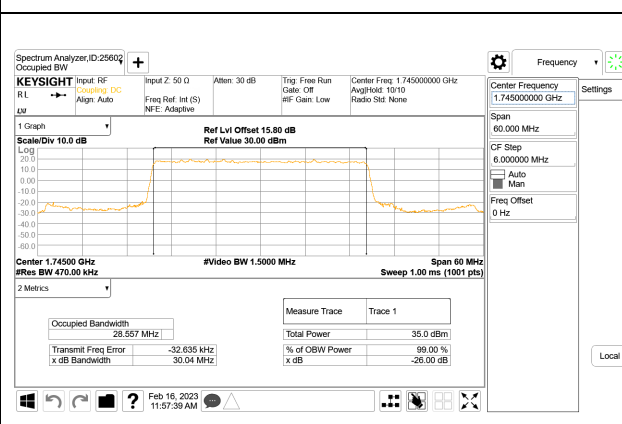 Spectrum Analyzer,ID:25602
Occupied BW
Frequency
KEYSIGHT
Input: RF
Input Z: 50 Ω
Atten: 30 dB
Trig: Free Run
Center Freq: 1.745000000 GHz
RL
Coupling: DC
Gate: Off
Avg|Hold: 10/10
Align: Auto
Freq Ref: Int (S)
#IF Gain: Low
Radio Std: None
NFE: Adaptive
LXI
Center Frequency
1.745000000 GHz
Settings
Span
60.000 MHz
CF Step
6.000000 MHz
Auto
Man
Freq Offset
0 Hz
Local
1 Graph
Ref Lvl Offset 15.80 dB
Scale/Div 10.0 dB
Ref Value 30.00 dBm
Log
20.0
10.0
0.00
-10.0
-20.0
-30.0
-40.0
-50.0
-60.0
Center 1.74500 GHz
#Video BW 1.5000 MHz
Span 60 MHz
#Res BW 470.00 kHz
Sweep 1.00 ms (1001 pts)
2 Metrics
Measure Trace
Trace 1
Occupied Bandwidth
28.557 MHz
Total Power
35.0 dBm
Transmit Freq Error
-32.635 kHz
% of OBW Power
99.00 %
x dB Bandwidth
30.04 MHz
x dB
-26.00 dB
?
Feb 16, 2023
11:57:39 AM